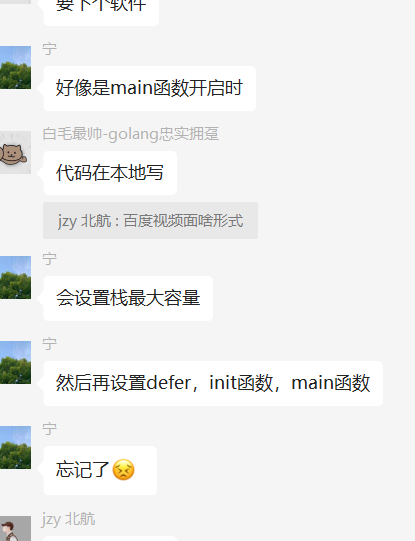 要下个软件
宁
好像是main函数开启时
白毛最帅-golang忠实拥趸
代码在本地写
jzy 北航 : 百度视频面啥形式
宁
会设置栈最大容量
宁
然后再设置defer，init函数，main函数
宁
忘记了😣
jzy 北航